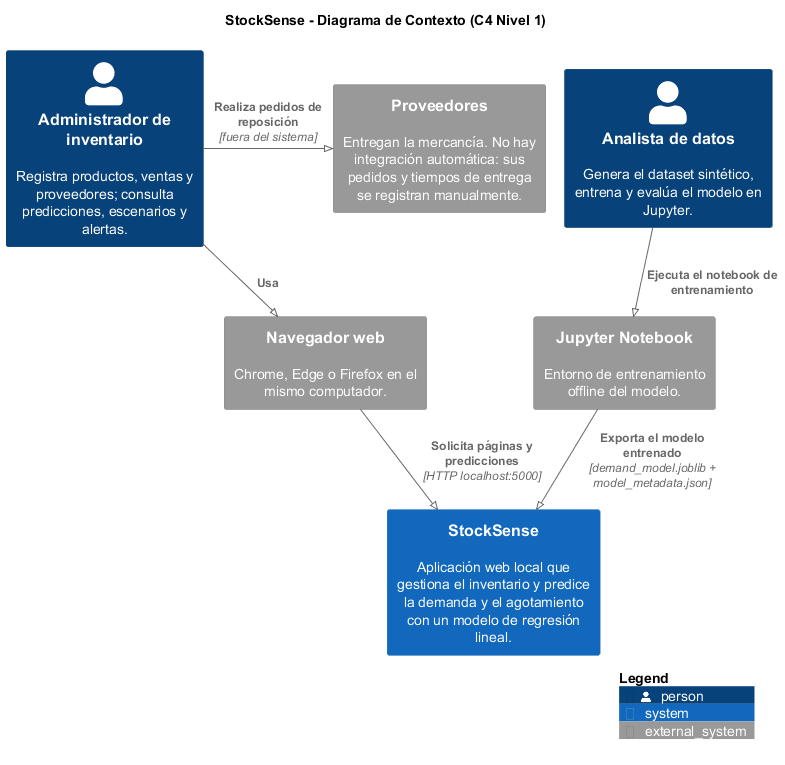 StockSense - Diagrama de Contexto (C4 Nivel 1)
Administrador de
inventario
Registra productos, ventas y
proveedores; consulta
predicciones, escenarios y
alertas.
Realiza pedidos de
reposición
[fuera del sistema]
Proveedores
Entregan la mercancía. No hay
integración automática: sus
pedidos y tiempos de entrega
se registran manualmente.
Analista de datos
Genera el dataset sintético,
entrena y evalúa el modelo en
Jupyter.
Usa
Ejecuta el notebook de
entrenamiento
Navegador web
Chrome, Edge o Firefox en el
mismo computador.
Jupyter Notebook
Entorno de entrenamiento
offline del modelo.
Solicita páginas y
predicciones
[HTTP localhost:5000]
Exporta el modelo
entrenado
[demand_model.joblib +
model_metadata.json]
StockSense
Aplicación web local que
gestiona el inventario y predice
la demanda y el agotamiento
con un modelo de regresión
lineal.
Legend
person
system
external_system